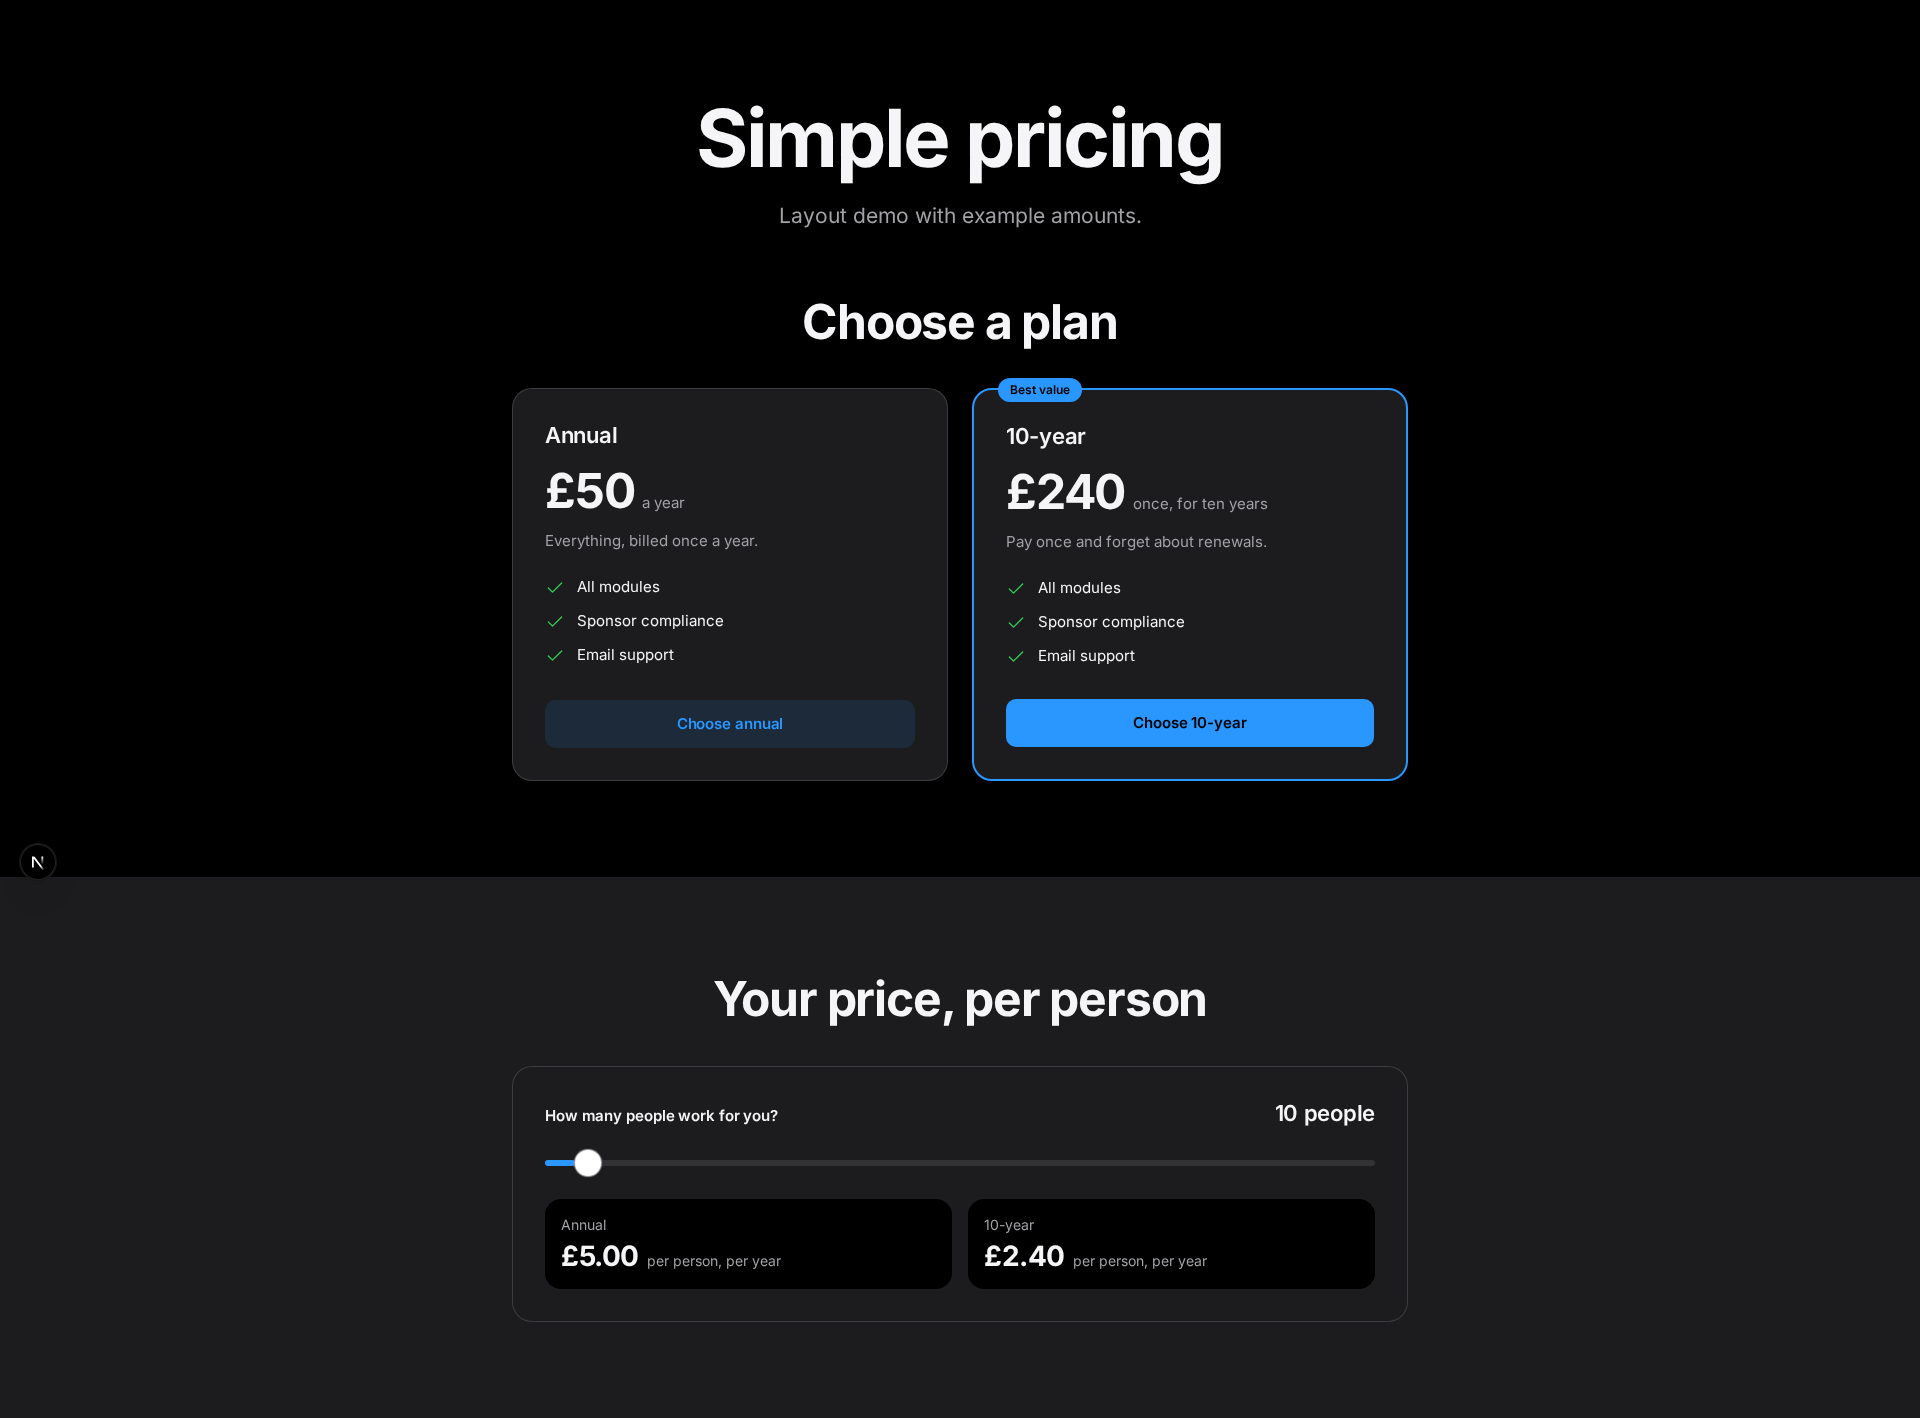 Simple pricing
Layout demo with example amounts.
Choose a plan
Annual
£50 a year
Everything, billed once a year.
All modules
Sponsor compliance
Email support
Choose annual
Best value
10-year
£240 once, for ten years
Pay once and forget about renewals.
All modules
Sponsor compliance
Email support
Choose 10-year
N
Your price, per person
How many people work for you?
10 people
Annual
£5.00 per person, per year
10-year
£2.40 per person, per year